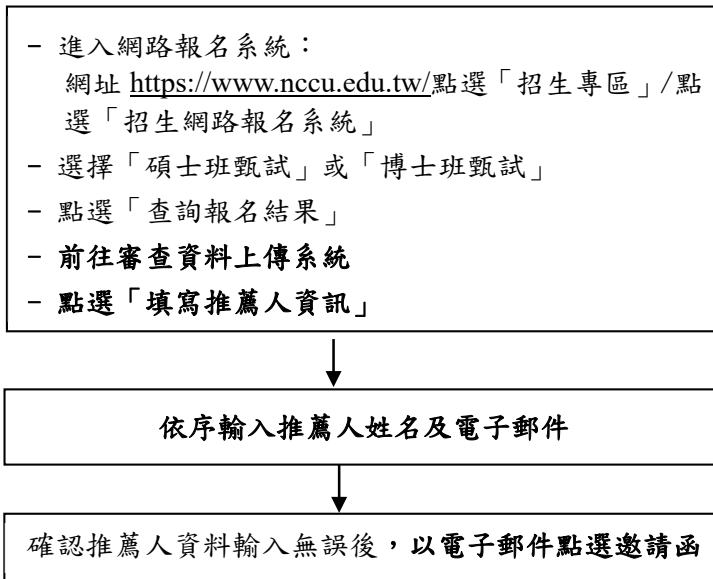 - 進入網路報名系統：
網址 https://www.nccu.edu.tw/點選「招生專區」/點
選「招生網路報名系統」
- 選擇「碩士班甄試」或「博士班甄試」
- 點選「查詢報名結果」
- 前往審查資料上傳系統
- 點選「填寫推薦人資訊」
依序輸入推薦人姓名及電子郵件
確認推薦人資料輸入無誤後，以電子郵件點選邀請函